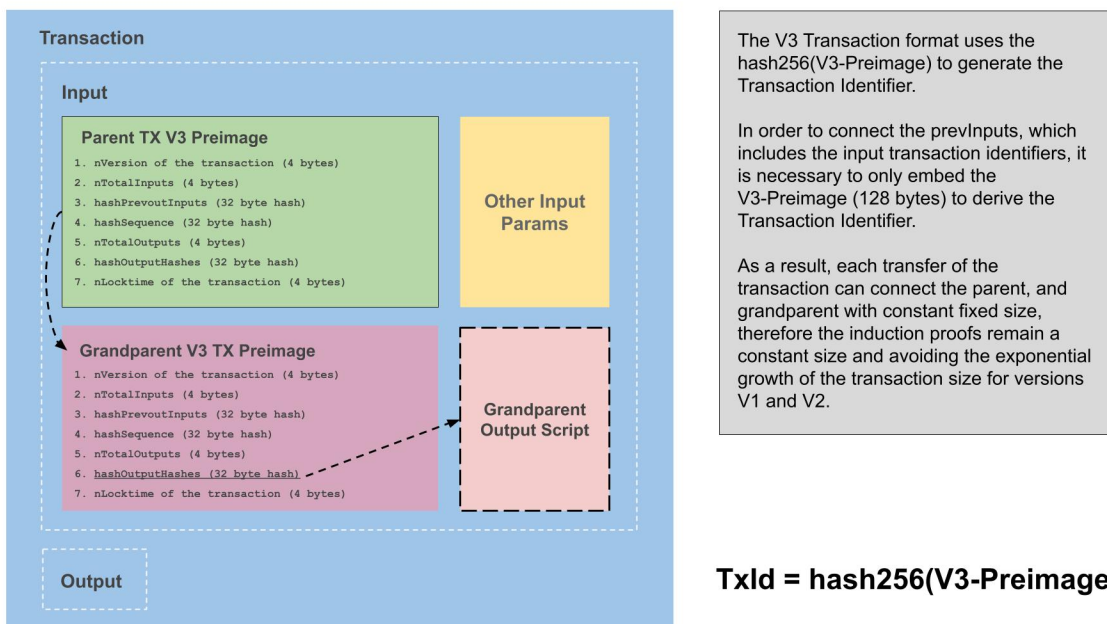 Transaction
Input
Parent TX V3 Preimage
1. nVersion of the transaction (4 bytes)
2. nTotalInputs (4 bytes)
3. hashPrevoutInputs (32 byte hash)
4. hashSequence (32 byte hash)
5. nTotalOutputs (4 bytes)
6. hashOutputHashes (32 byte hash)
7. nLocktime of the transaction (4 bytes)
Other Input
Params
Grandparent V3 TX Preimage
1. nVersion of the transaction (4 bytes)
2. nTotalInputs (4 bytes)
3. hashPrevoutInputs (32 byte hash)
4. hashSequence (32 byte hash)
5. nTotalOutputs (4 bytes)
6. hashOutputHashes (32 byte hash)
7. nLocktime of the transaction (4 bytes)
Grandparent
Output Script
Output
The V3 Transaction format uses the
hash256(V3-Preimage) to generate the
Transaction Identifier.
In order to connect the prevInputs, which
includes the input transaction identifiers, it
is necessary to only embed the
V3-Preimage (128 bytes) to derive the
Transaction Identifier.
As a result, each transfer of the
transaction can connect the parent, and
grandparent with constant fixed size,
therefore the induction proofs remain a
constant size and avoiding the exponential
growth of the transaction size for versions
V1 and V2.
TxId = hash256(V3-Preimage